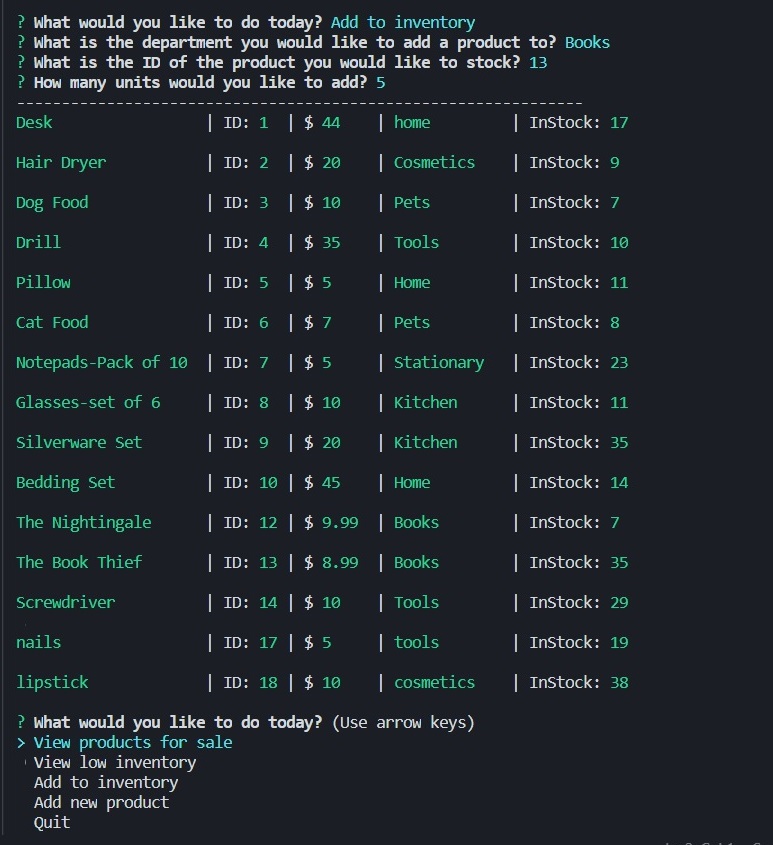 ? What would you like to do today? Add to inventory
? What is the department you would like to add a product to? Books
? What is the ID of the product you would like to stock? 13
? How many units would you like to add? 5
---------------------------------------------------------------
Desk | ID: 1 | $ 44 | home | InStock: 17
Hair Dryer | ID: 2 | $ 20 | Cosmetics | InStock: 9
Dog Food | ID: 3 | $ 10 | Pets | InStock: 7
Drill | ID: 4 | $ 35 | Tools | InStock: 10
Pillow | ID: 5 | $ 5 | Home | InStock: 11
Cat Food | ID: 6 | $ 7 | Pets | InStock: 8
Notepads-Pack of 10 | ID: 7 | $ 5 | Stationary | InStock: 23
Glasses-set of 6 | ID: 8 | $ 10 | Kitchen | InStock: 11
Silverware Set | ID: 9 | $ 20 | Kitchen | InStock: 35
Bedding Set | ID: 10 | $ 45 | Home | InStock: 14
The Nightingale | ID: 12 | $ 9.99 | Books | InStock: 7
The Book Thief | ID: 13 | $ 8.99 | Books | InStock: 35
Screwdriver | ID: 14 | $ 10 | Tools | InStock: 29
nails | ID: 17 | $ 5 | tools | InStock: 19
lipstick | ID: 18 | $ 10 | cosmetics | InStock: 38
? What would you like to do today? (Use arrow keys)
> View products for sale
View low inventory
Add to inventory
Add new product
Quit